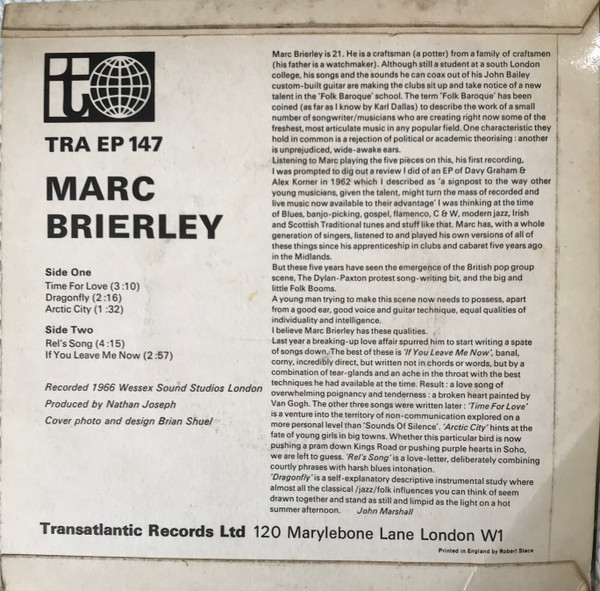 it
TRA EP 147
MARC
BRIERLEY
Side One
Time For Love (3:10)
Dragonfly (2:16)
Arctic City (1:32)
Side Two
Rel's Song (4:15)
If You Leave Me Now (2:57)
Recorded 1966 Wessex Sound Studios London
Produced by Nathan Joseph
Cover photo and design Brian Shuel
Marc Brierley is 21. He is a craftsman (a potter) from a family of craftsmen
(his father is a watchmaker). Although still a student at a south London
college, his songs and the sounds he can coax out of his John Bailey
custom-built guitar are making the clubs sit up and take notice of a new
talent in the 'Folk Baroque' school. The term 'Folk Baroque' has been
coined (as far as I know by Karl Dallas) to describe the work of a small
number of songwriter/musicians who are creating right now some of the
freshest, most articulate music in any popular field. One characteristic they
hold in common is a rejection of political or academic theorising : another
is unprejudiced, wide-awake ears.
Listening to Marc playing the five pieces on this, his first recording,
I was prompted to dig out a review I did of an EP of Davy Graham &
Alex Korner in 1962 which I described as 'a signpost to the way other
young musicians, given the talent, might turn the mass of recorded and
live music now available to their advantage' I was thinking at the time
of Blues, banjo-picking, gospel, flamenco, C & W, modern jazz, Irish
and Scottish Traditional tunes and stuff like that. Marc has, with a whole
generation of singers, listened to and played his own versions of all of
these things since his apprenticeship in clubs and cabaret five years ago
in the Midlands.
But these five years have seen the emergence of the British pop group
scene, The Dylan-Paxton protest song-writing bit, and the big and
little Folk Booms.
A young man trying to make this scene now needs to possess, apart
from a good ear, good voice and guitar technique, equal qualities of
individuality and intelligence.
I believe Marc Brierley has these qualities.
Last year a breaking-up love affair spurred him to start writing a spate
of songs down. The best of these is 'If You Leave Me Now', banal,
corny, incredibly direct, but written not in chords or words, but by a
combination of tear-glands and an ache in the throat with the best
techniques he had available at the time. Result : a love song of
overwhelming poignancy and tenderness : a broken heart painted by
Van Gogh. The other three songs were written later : 'Time For Love'
is a venture into the territory of non-communication explored on a
more personal level than 'Sounds Of Silence'. 'Arctic City' hints at the
fate of young girls in big towns. Whether this particular bird is now
pushing a pram down Kings Road or pushing purple hearts in Soho,
we are left to guess. 'Rel's Song' is a love-letter, deliberately combining
courtly phrases with harsh blues intonation.
'Dragonfly' is a self-explanatory descriptive instrumental study where
almost all the classical/jazz/folk influences you can think of seem
drawn together and stand as still and limpid as the light on a hot
summer afternoon. John Marshall
Transatlantic Records Ltd 120 Marylebone Lane London W1
Printed in England by Robert Stace